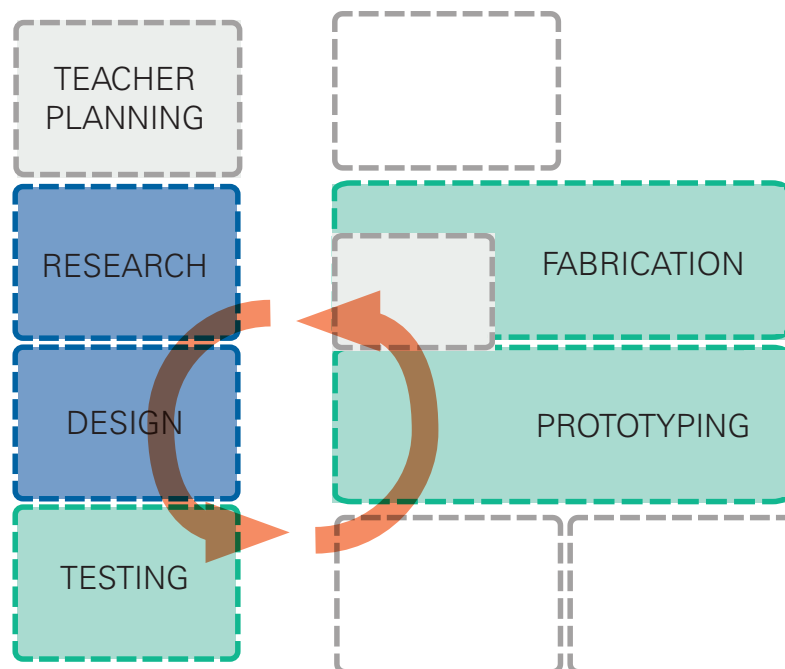 TEACHER
PLANNING
RESEARCH
FABRICATION
DESIGN
PROTOTYPING
TESTING